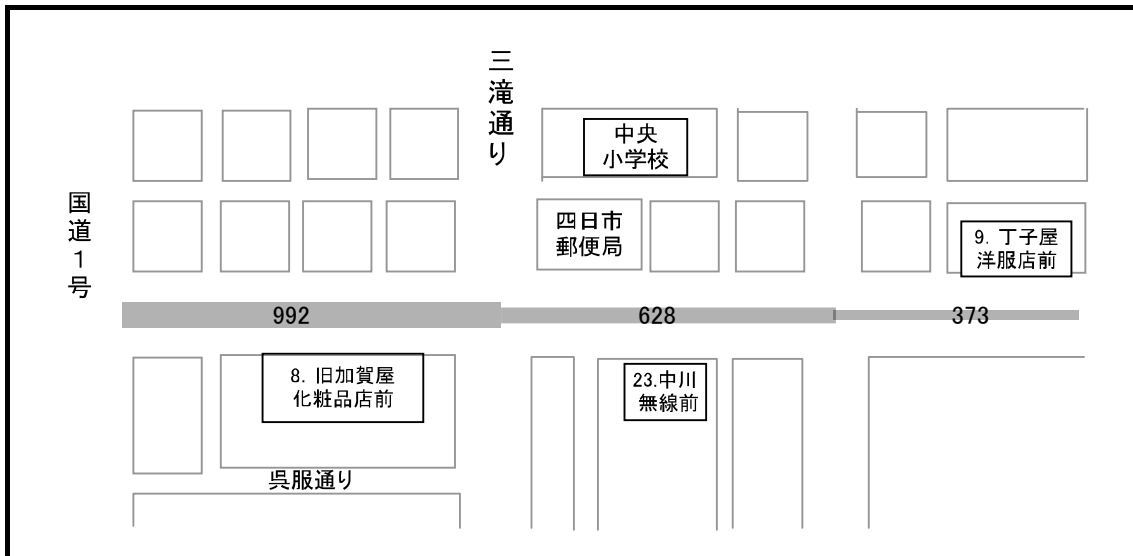 三滝通り
中央
小学校
国道1号
四日市
郵便局
9. 丁子屋
洋服店前
992
628
373
8. 旧加賀屋
化粧品店前
23.中川
無線前
呉服通り